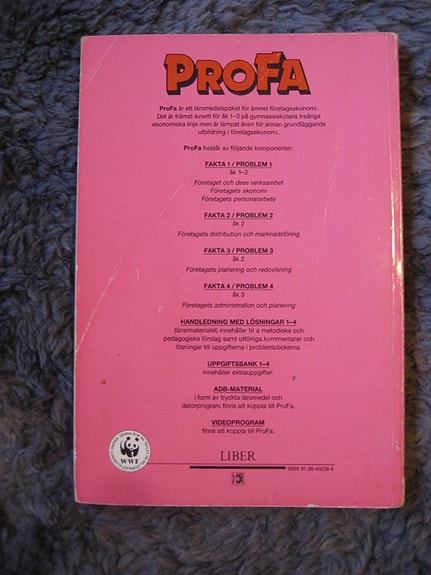 PROFA
ProFa är ett läromedelspaket för ämnet företagsekonomi.
Det är främst avsett för åk 1–3 på gymnasieskolans treåriga
ekonomiska linje men är lämpat även för annan grundläggande
utbildning i företagsekonomi.
ProFa består av följande komponenter:
FAKTA 1 / PROBLEM 1
åk 1–2
Företaget och dess verksamhet
Företagets ekonomi
Företagets personalarbete
FAKTA 2 / PROBLEM 2
åk 2
Företagets distribution och marknadsföring
FAKTA 3 / PROBLEM 3
åk 2
Företagets planering och redovisning
FAKTA 4 / PROBLEM 4
åk 3
Företagets administration och planering
HANDLEDNING MED LÖSNINGAR 1–4
(lärarmaterialet) innehåller bl a metodiska och
pedagogiska förslag samt utförliga kommentarer och
lösningar till uppgifterna i problemböckerna.
UPPGIFTSBANK 1–4
innehåller extrauppgifter.
ADB-MATERIAL
i form av tryckta läromedel och
datorprogram finns att koppla till ProFa.
VIDEOPROGRAM
finns att koppla till ProFa.
WWF
LIBER
ISBN 91-38-40238-8